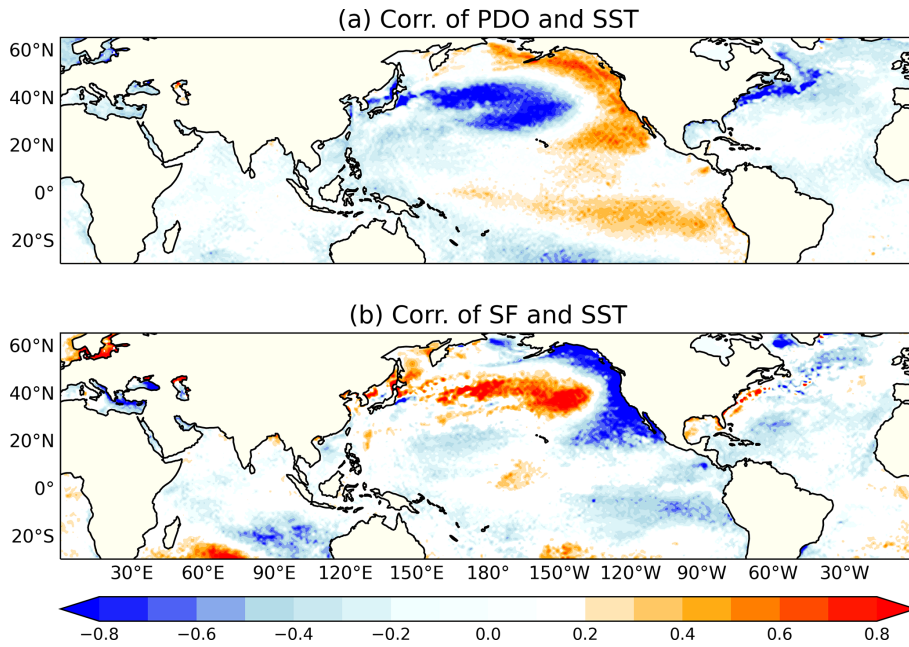 (a) Corr. of PDO and SST
60°N
40°N
20°N
0°
20°S
(b) Corr. of SF and SST
60°N
40°N
20°N
0°
20°S
30°E 60°E 90°E 120°E 150°E 180° 150°W 120°W 90°W 60°W 30°W
−0.8 −0.6 −0.4 −0.2 0.0 0.2 0.4 0.6 0.8